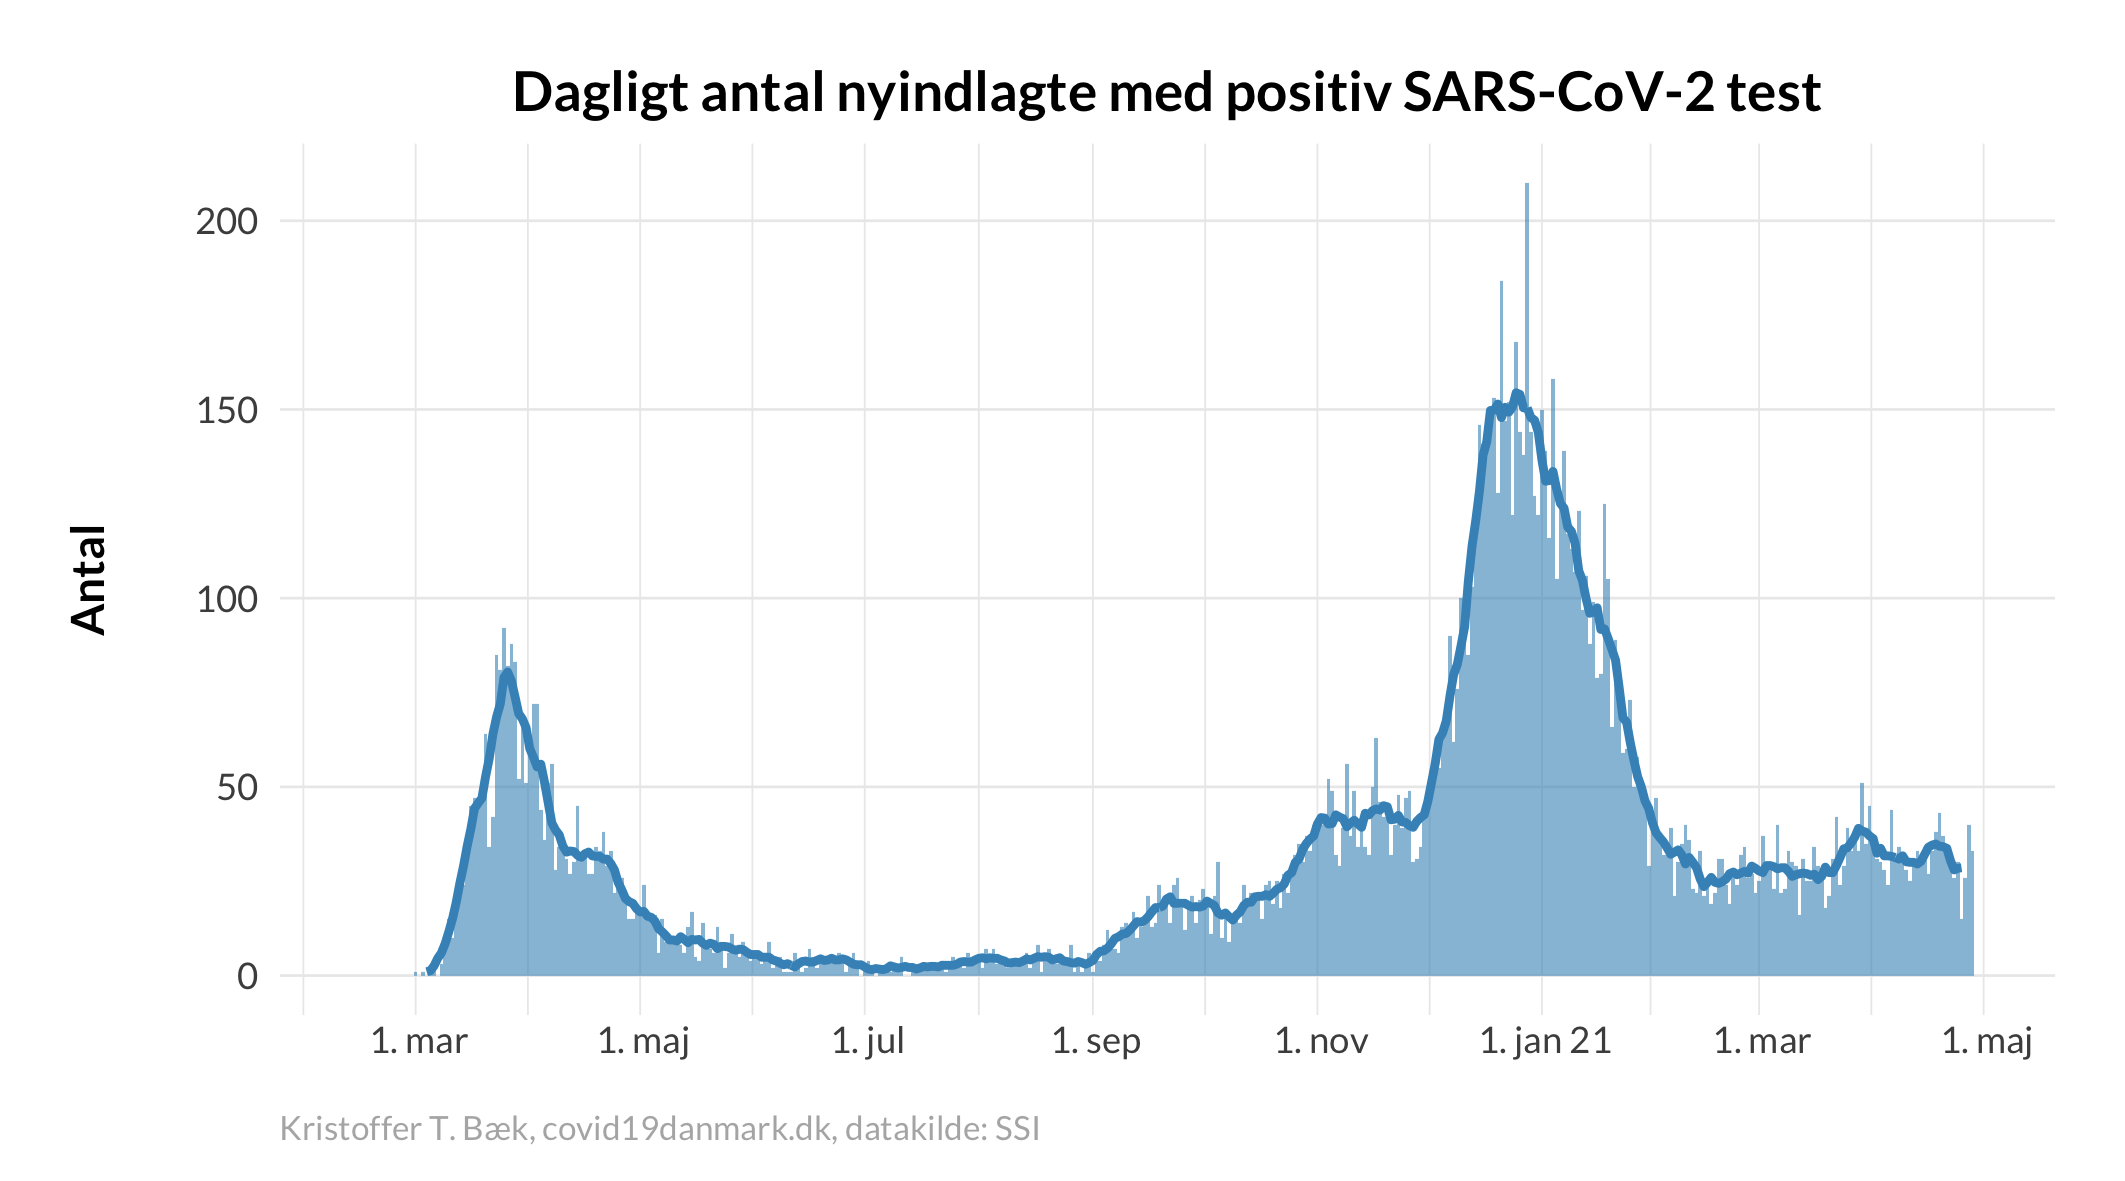 Dagligt antal nyindlagte med positiv SARS-CoV-2 test
Antal
200
150
100
50
0
1. mar 1. maj 1. jul 1. sep 1. nov 1. jan 21 1. mar 1. maj
Kristoffer T. Bæk, covid19danmark.dk, datakilde: SSI